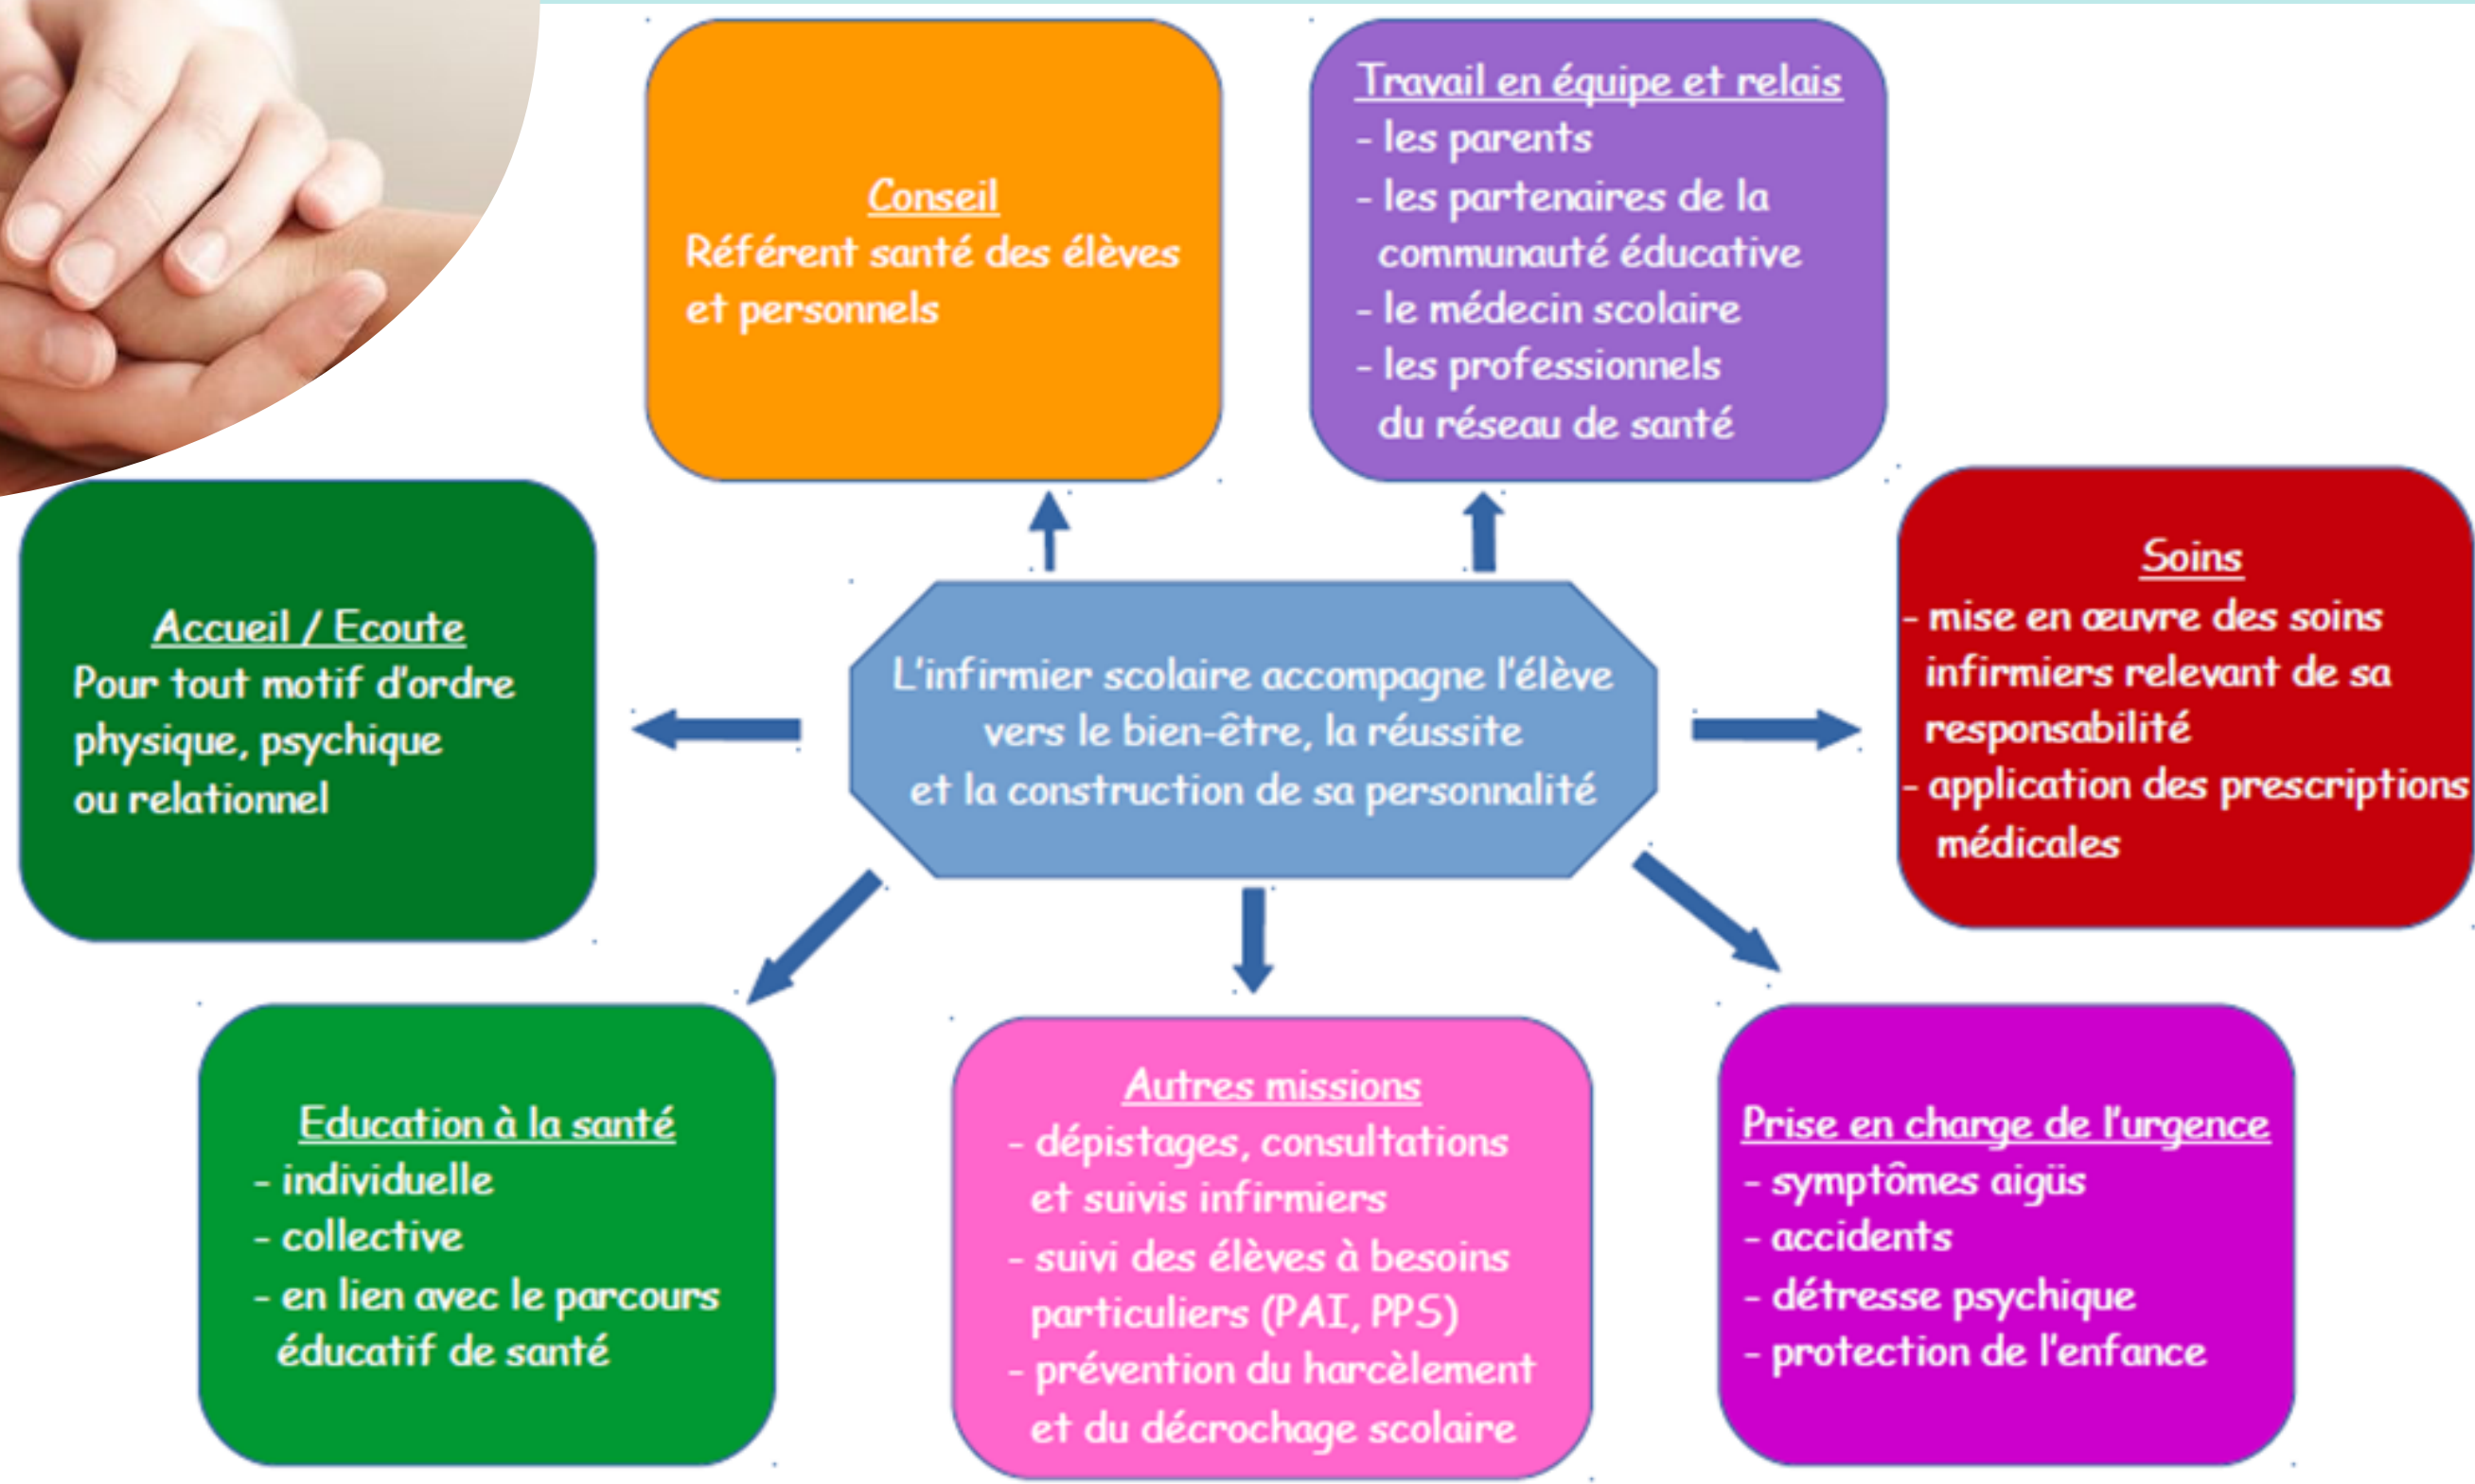 Conseil
Référent santé des élèves
et personnels
Travail en équipe et relais
- les parents
- les partenaires de la
communauté éducative
- le médecin scolaire
- les professionnels
du réseau de santé
Accueil / Ecoute
Pour tout motif d'ordre
physique, psychique
ou relationnel
L'infirmier scolaire accompagne l'élève
vers le bien-être, la réussite
et la construction de sa personnalité
Soins
- mise en œuvre des soins
infirmiers relevant de sa
responsabilité
- application des prescriptions
médicales
Education à la santé
- individuelle
- collective
- en lien avec le parcours
éducatif de santé
Autres missions
- dépistages, consultations
et suivis infirmiers
- suivi des élèves à besoins
particuliers (PAI, PPS)
- prévention du harcèlement
et du décrochage scolaire
Prise en charge de l'urgence
- symptômes aigüs
- accidents
- détresse psychique
- protection de l'enfance